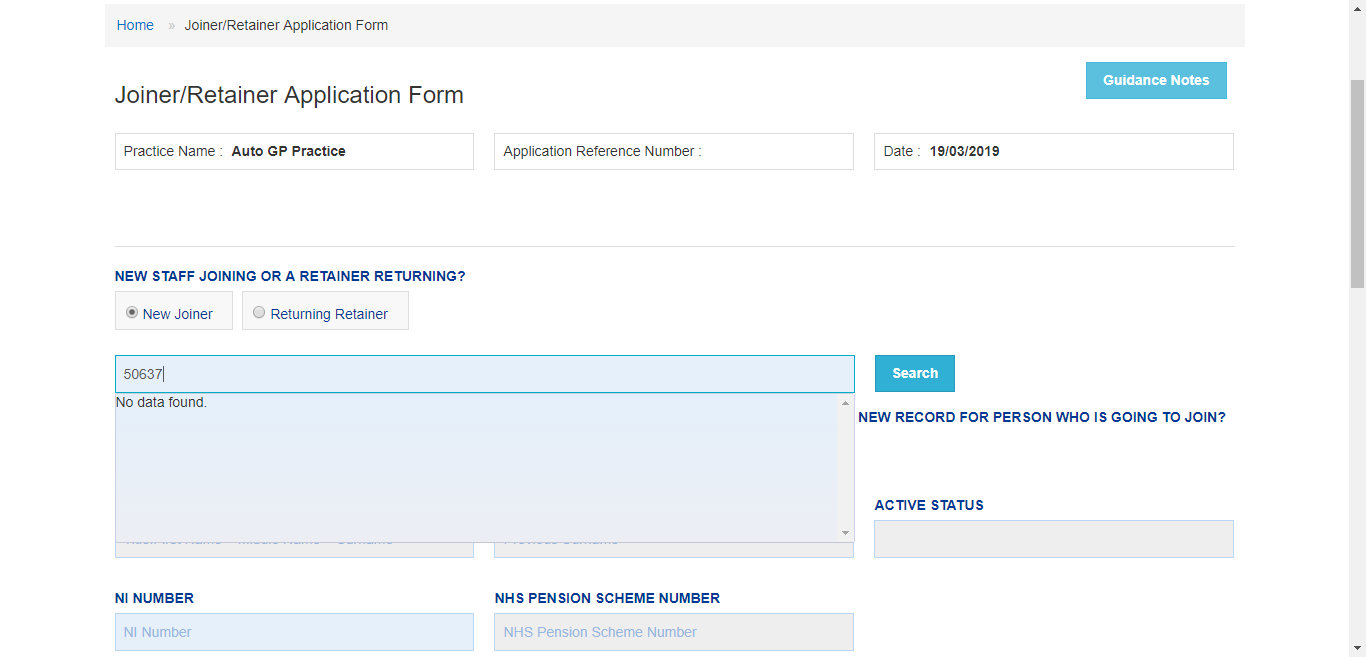 Home » Joiner/Retainer Application Form
Guidance Notes
Joiner/Retainer Application Form
Practice Name : Auto GP Practice
Application Reference Number :
Date : 19/03/2019
NEW STAFF JOINING OR A RETAINER RETURNING?
New Joiner
Returning Retainer
50637
Search
No data found.
NEW RECORD FOR PERSON WHO IS GOING TO JOIN?
ACTIVE STATUS
NI NUMBER
NHS PENSION SCHEME NUMBER
NI Number
NHS Pension Scheme Number